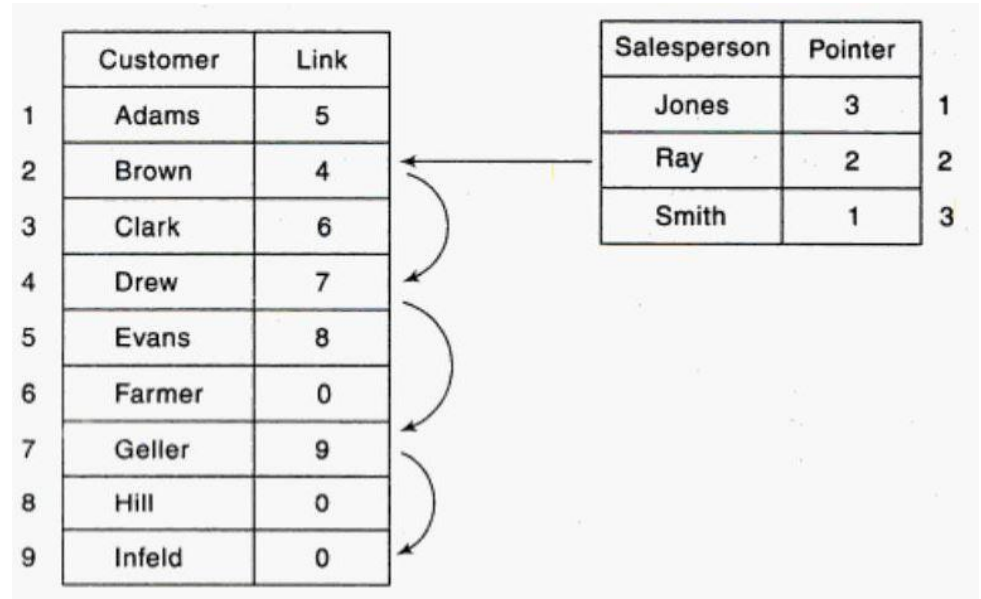 Customer Link
1 Adams 5
2 Brown 4
3 Clark 6
4 Drew 7
5 Evans 8
6 Farmer 0
7 Geller 9
8 Hill 0
9 Infeld 0
Salesperson Pointer
Jones 3 1
Ray 2 2
Smith 1 3